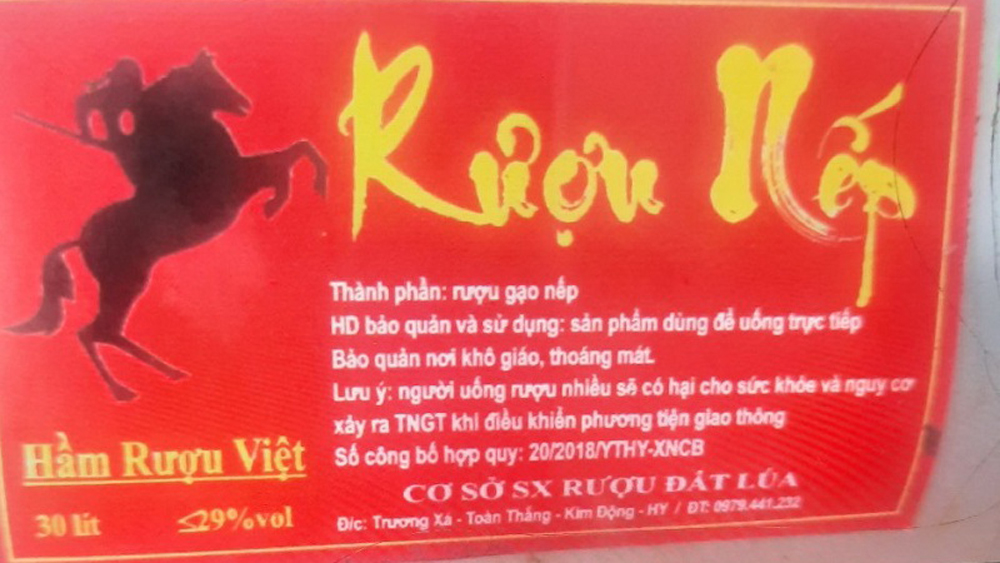 Rượu Nếp
Thành phần: rượu gạo nếp
HD bảo quản và sử dụng: sản phẩm dùng để uống trực tiếp
Bảo quản nơi khô giáo, thoáng mát.
Lưu ý: người uống rượu nhiều sẽ có hại cho sức khỏe và nguy cơ
xảy ra TNGT khi điều khiển phương tiện giao thông
Số công bố hợp quy: 20/2018/YTHY-XNCB
CƠ SỞ SX RƯỢU ĐẤT LÚA
Đ/c: Trương Xá - Toàn Thắng - Kim Động - HY / ĐT: 0979.441.232
Hầm Rượu Việt
30 lít ≤29%vol